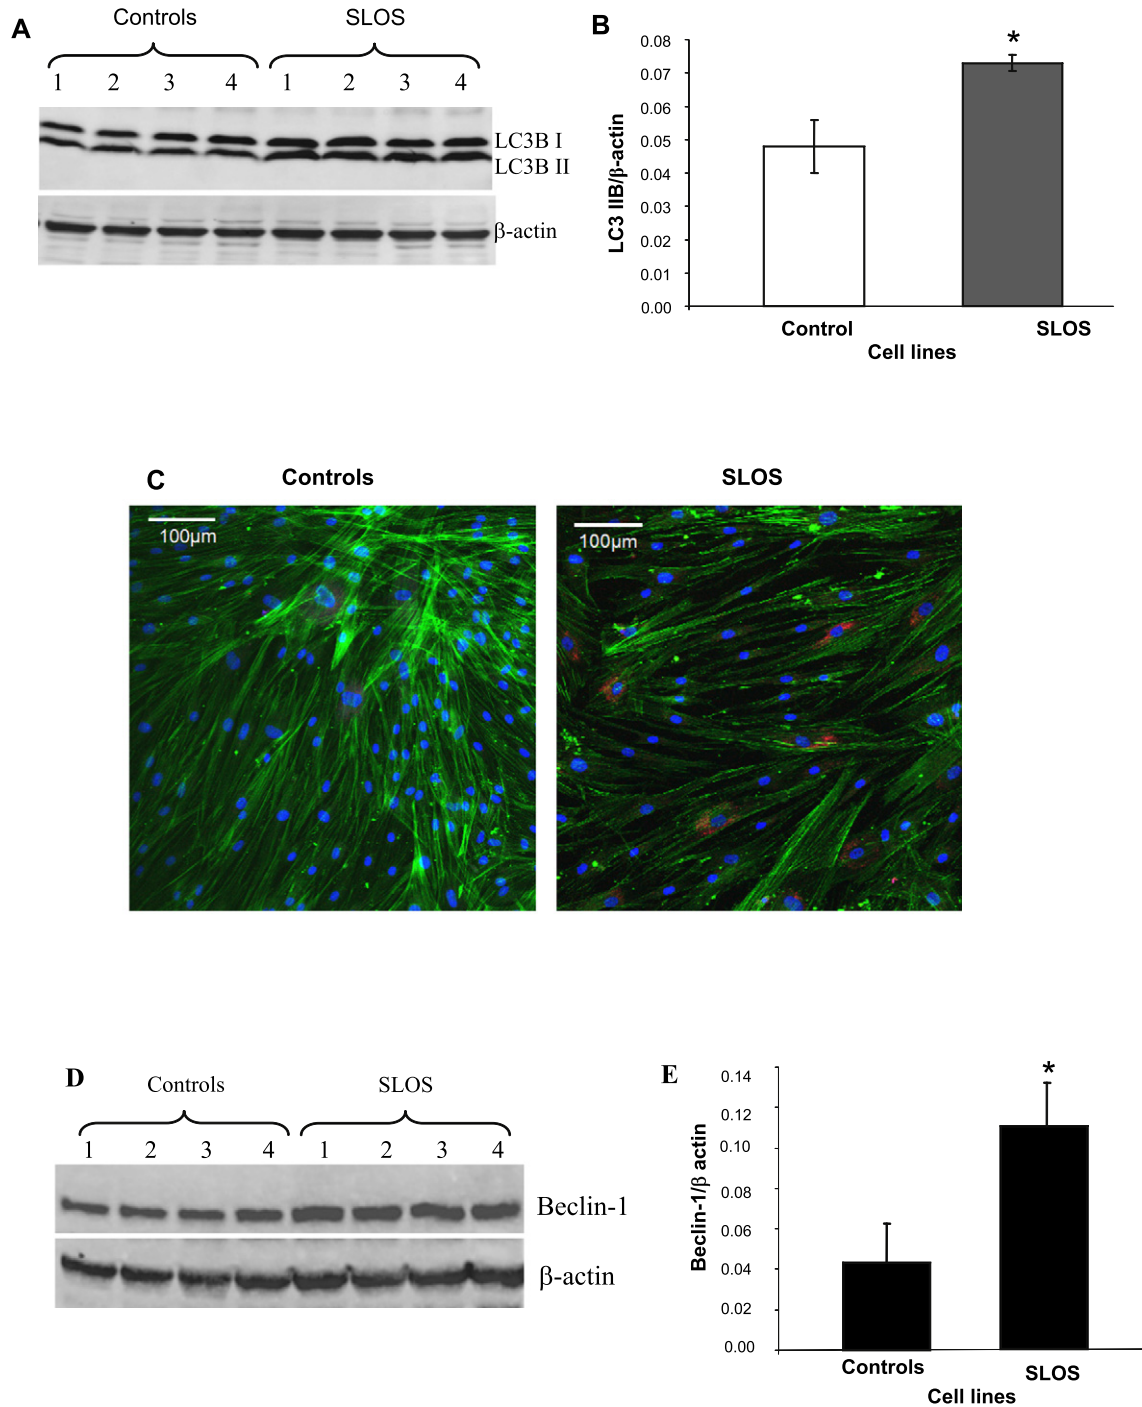 A
Controls SLOS
1 2 3 4 1 2 3 4
LC3B I
LC3B II
β-actin
B
*
0.08
0.07
0.06
0.05
0.04
0.03
0.02
0.01
0.00
LC3 IIB/β-actin
Control SLOS
Cell lines
C
Controls SLOS
100µm 100µm
D
Controls SLOS
1 2 3 4 1 2 3 4
Beclin-1
β-actin
E
*
0.14
0.12
0.10
0.08
0.06
0.04
0.02
0.00
Beclin-1/β actin
Controls SLOS
Cell lines